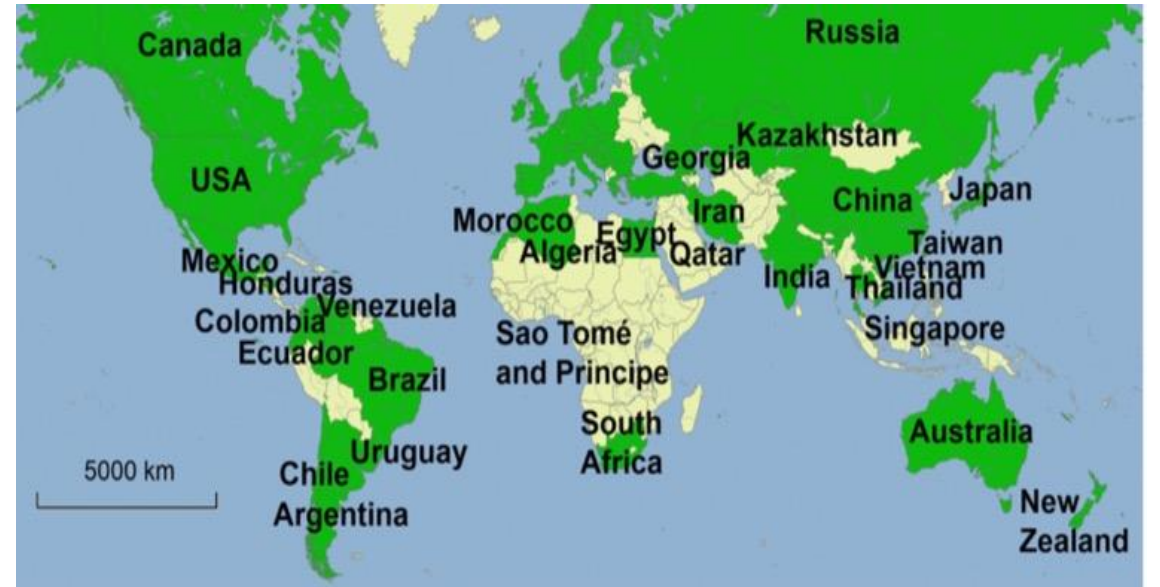 Canada
Russia
Kazakhstan
Georgia
USA
China
Japan
Iran
Morocco
Egypt
Algeria
Qatar
Taiwan
Mexico
India
Vietnam
Honduras
Thailand
Venezuela
Colombia
Singapore
Sao Tomé
and Principe
Ecuador
Brazil
South
Africa
Australia
Uruguay
5000 km
Chile
Argentina
New
Zealand